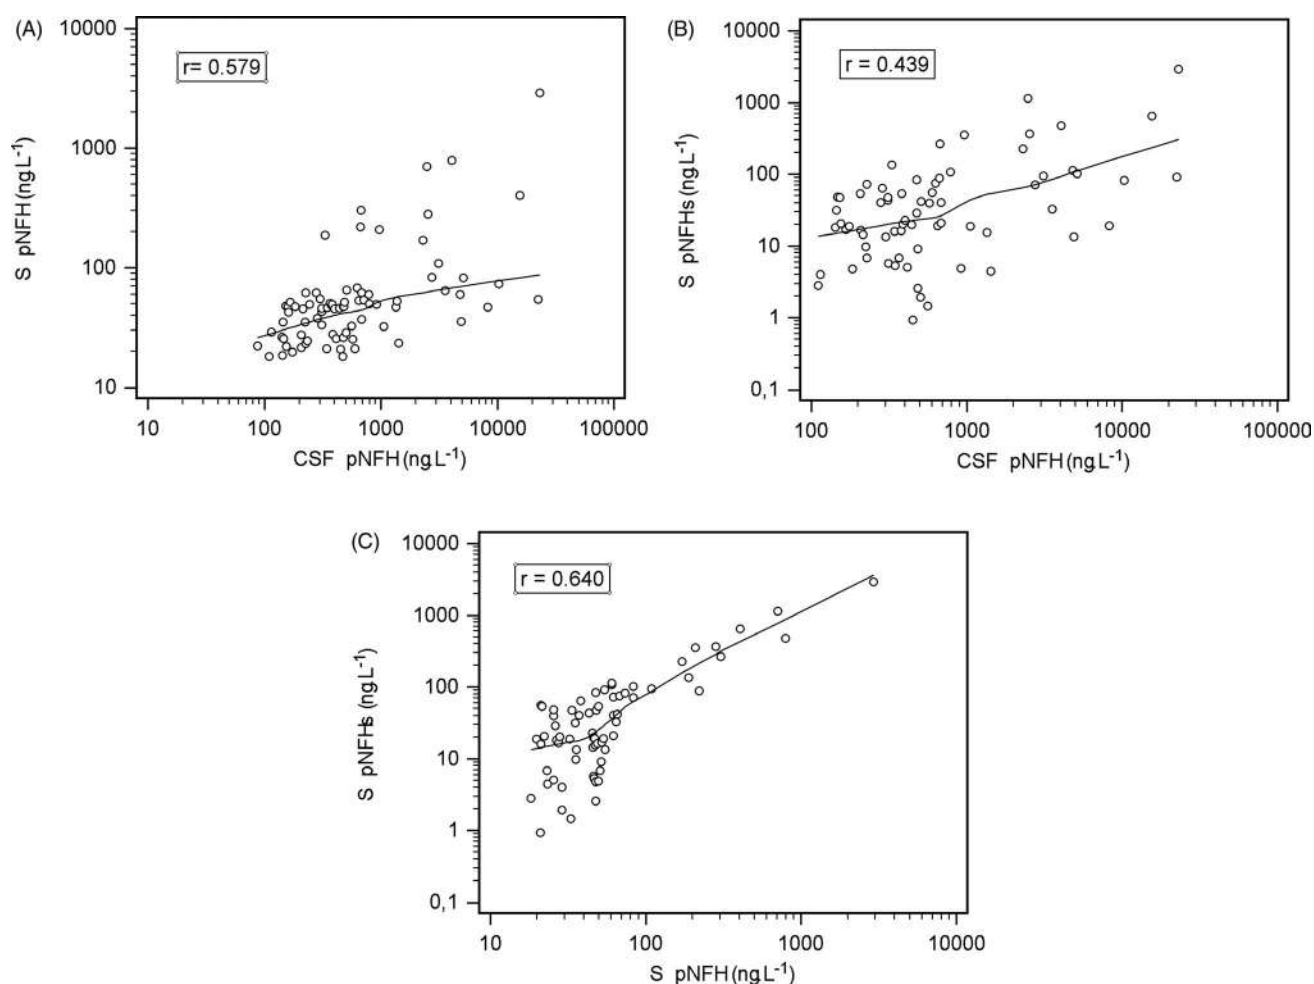 (A)
10000
r= 0.579
1000
100
10
S pNFH (ng.L⁻¹)
10 100 1000 10000 100000
CSF pNFH (ng.L⁻¹)
(B)
10000
r = 0.439
1000
100
10
1
0,1
S pNFHs (ng.L⁻¹)
100 1000 10000 100000
CSF pNFH (ng.L⁻¹)
(C)
10000
r = 0.640
1000
100
10
1
0,1
S pNFHs (ng.L⁻¹)
10 100 1000 10000
S pNFH (ng.L⁻¹)